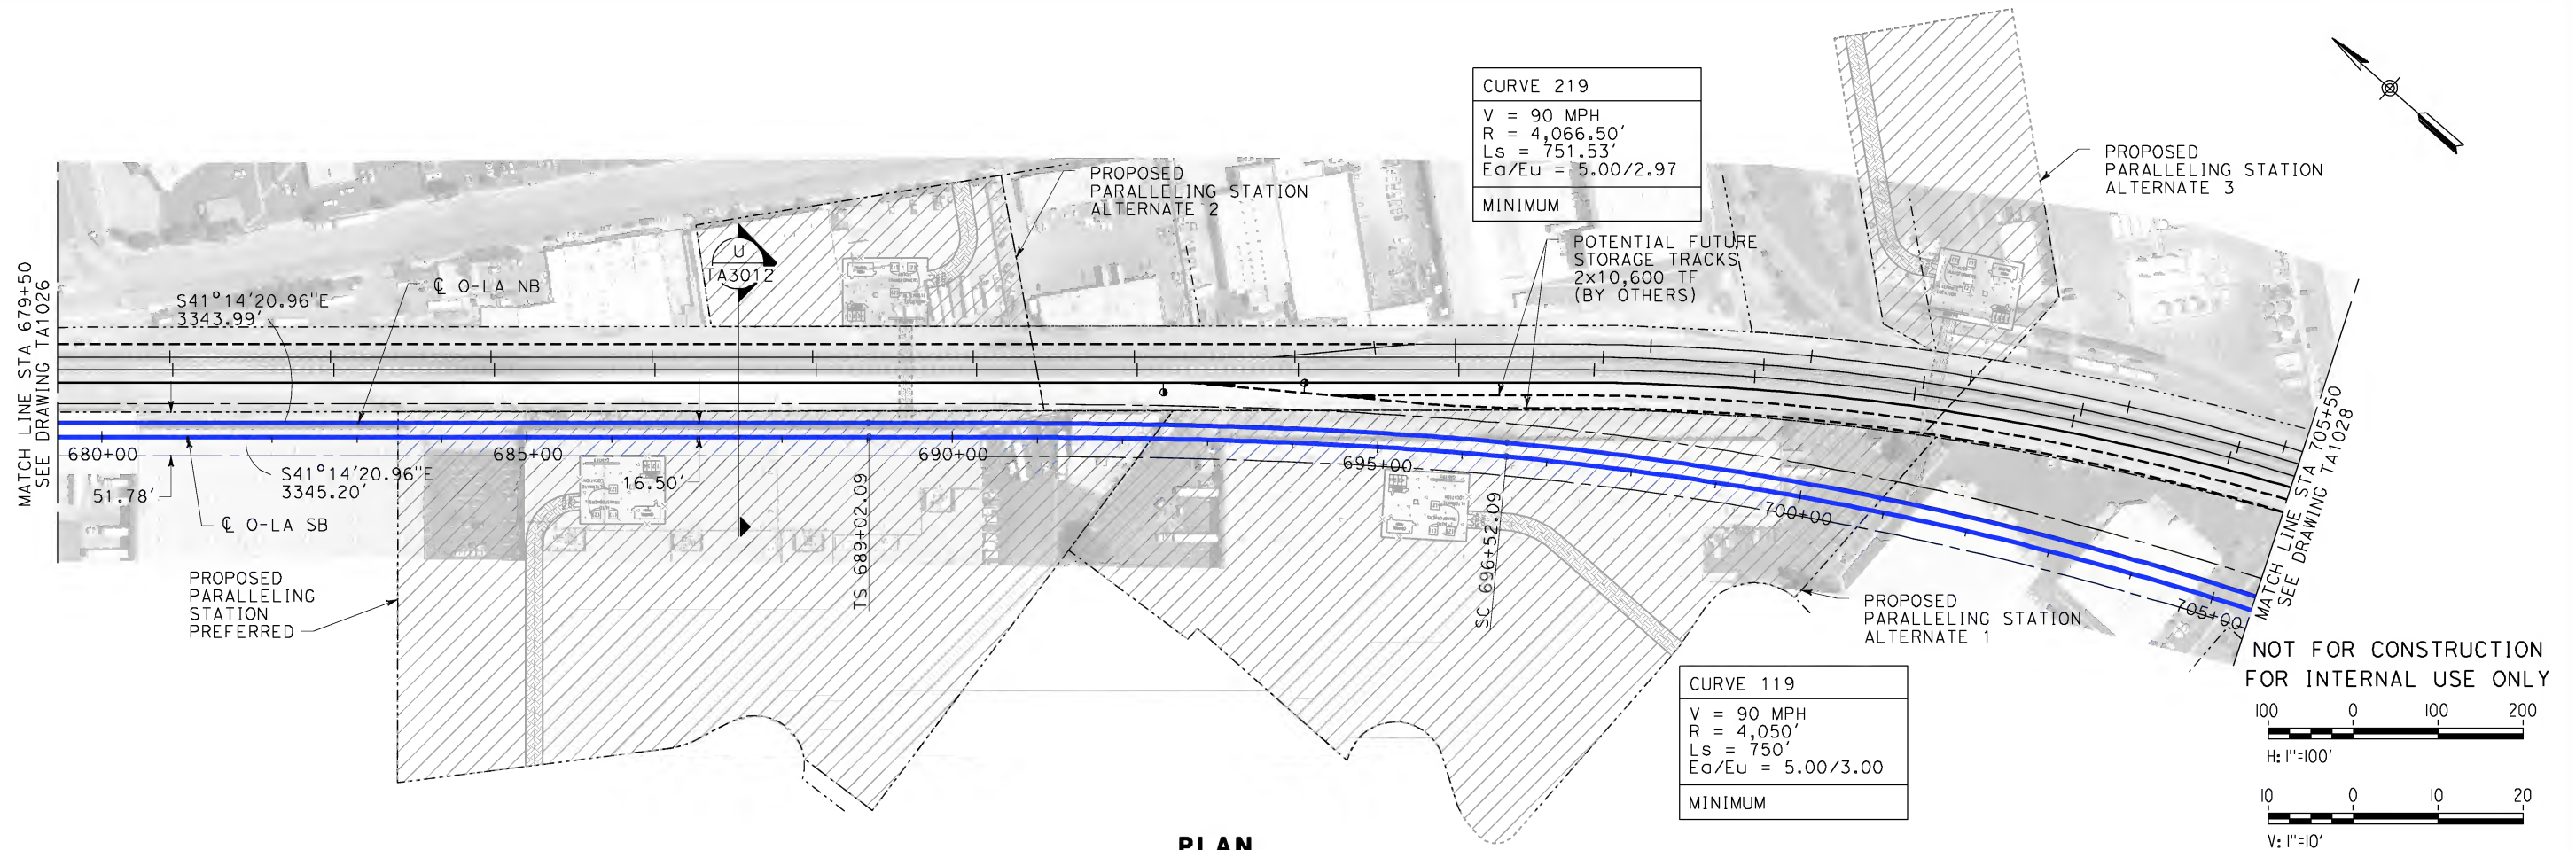 CURVE 219
V = 90 MPH
R = 4,066.50'
Ls = 751.53'
Ea/Eu = 5.00/2.97
MINIMUM
PROPOSED
PARALLELING STATION
ALTERNATE 3
PROPOSED
PARALLELING STATION
ALTERNATE 2
POTENTIAL FUTURE
STORAGE TRACKS
2x10,600 TF
(BY OTHERS)
U
TA3012
MATCH LINE STA 679+50
SEE DRAWING TA1026
S41°14'20.96"E
3343.99'
℄ O-LA NB
680+00
685+00
690+00
695+00
700+00
705+00
51.78'
S41°14'20.96"E
3345.20'
16.50'
℄ O-LA SB
TS 689+02.09
SC 696+52.09
MATCH LINE STA 705+50
SEE DRAWING TA1028
PROPOSED
PARALLELING
STATION
PREFERRED
PROPOSED
PARALLELING STATION
ALTERNATE 1
CURVE 119
V = 90 MPH
R = 4,050'
Ls = 750'
Ea/Eu = 5.00/3.00
MINIMUM
NOT FOR CONSTRUCTION
FOR INTERNAL USE ONLY
100 0 100 200
H: 1"=100'
10 0 10 20
V: 1"=10'
PLAN